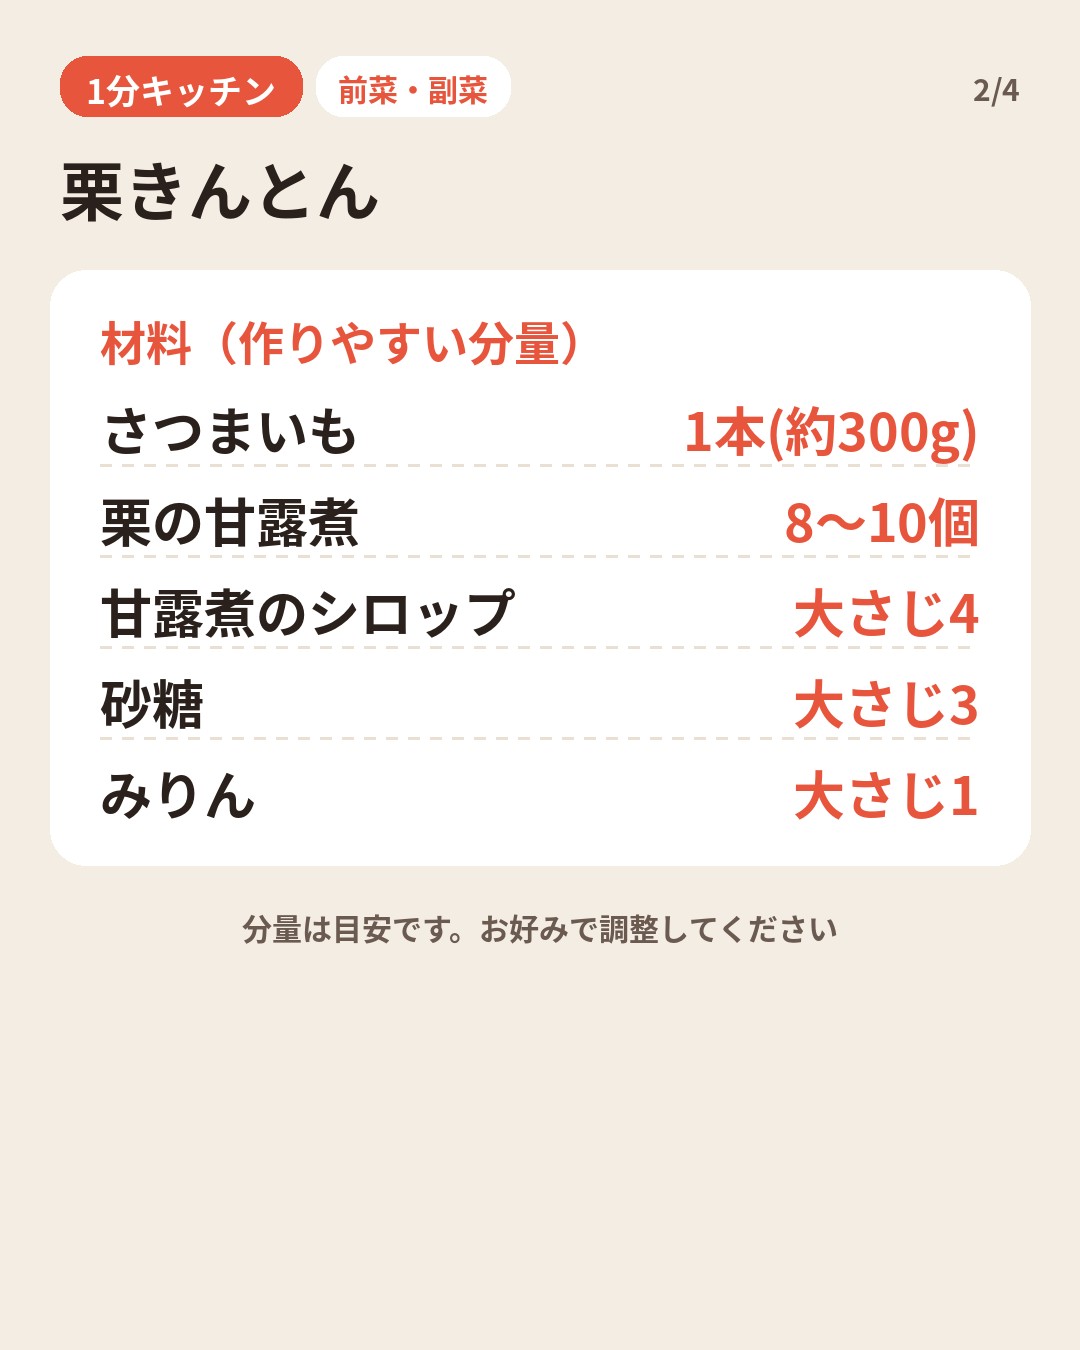 1分キッチン 前菜・副菜 2/4
栗きんとん
材料（作りやすい分量）
さつまいも 1本(約300g)
栗の甘露煮 8〜10個
甘露煮のシロップ 大さじ4
砂糖 大さじ3
みりん 大さじ1
分量は目安です。お好みで調整してください